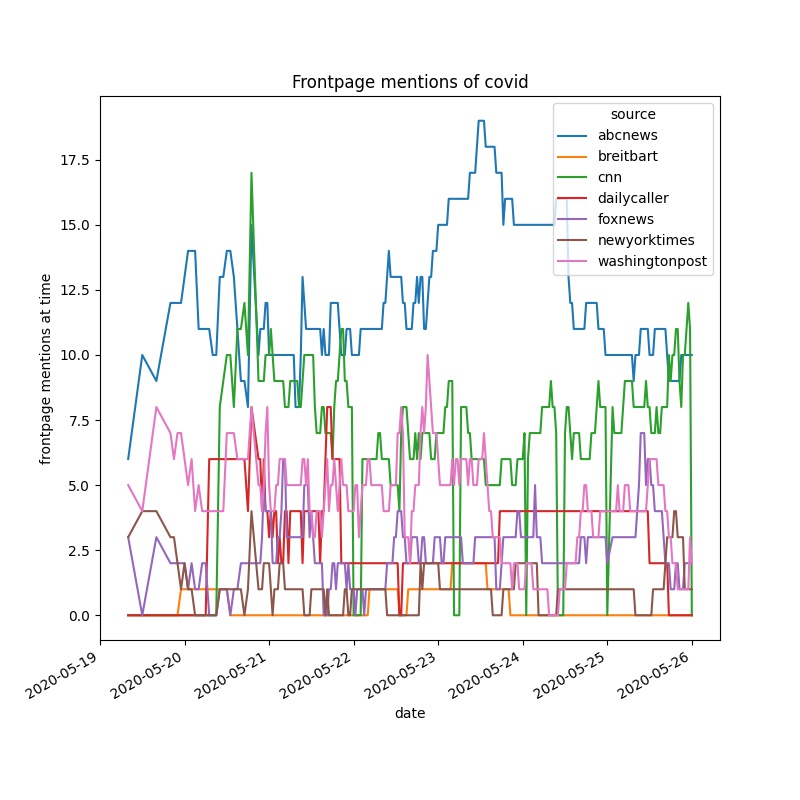 Frontpage mentions of covid
source
abcnews
breitbart
cnn
dailycaller
foxnews
newyorktimes
washingtonpost
frontpage mentions at time
17.5
15.0
12.5
10.0
7.5
5.0
2.5
0.0
2020-05-19
2020-05-20
2020-05-21
2020-05-22
2020-05-23
2020-05-24
2020-05-25
2020-05-26
date